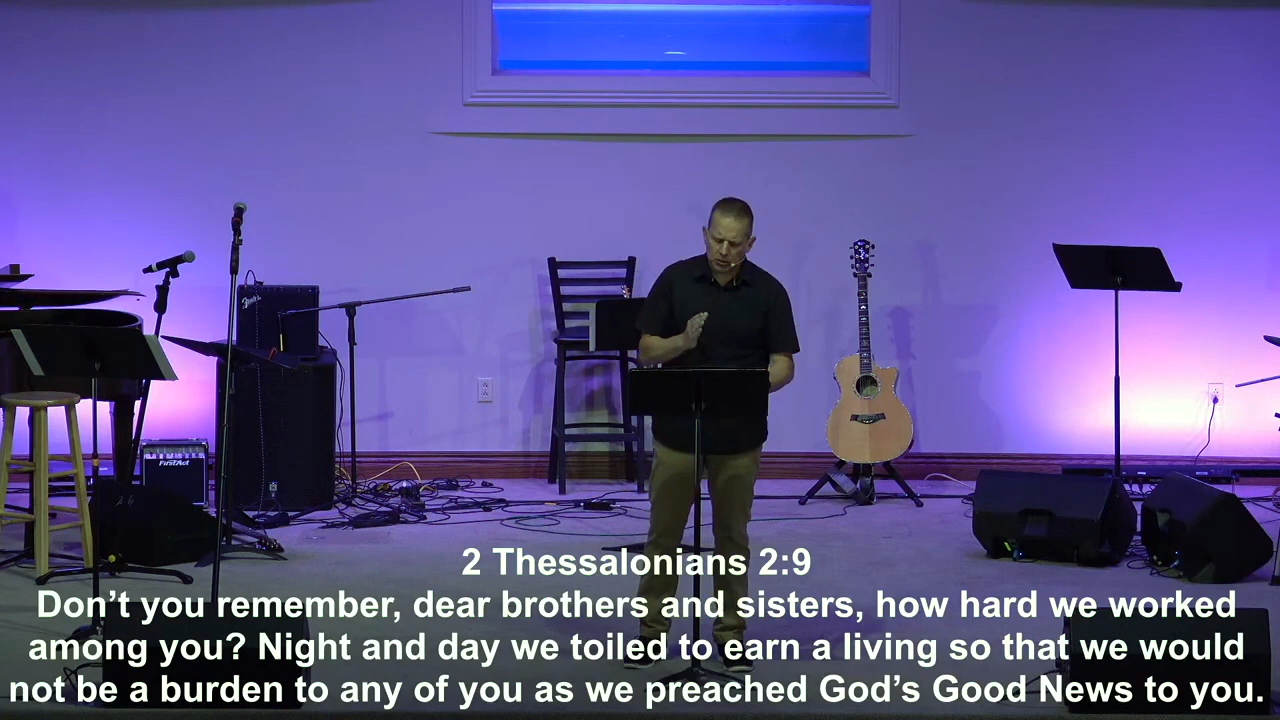 Fender
FirstAct
2 Thessalonians 2:9
Don’t you remember, dear brothers and sisters, how hard we worked
among you? Night and day we toiled to earn a living so that we would
not be a burden to any of you as we preached God’s Good News to you.